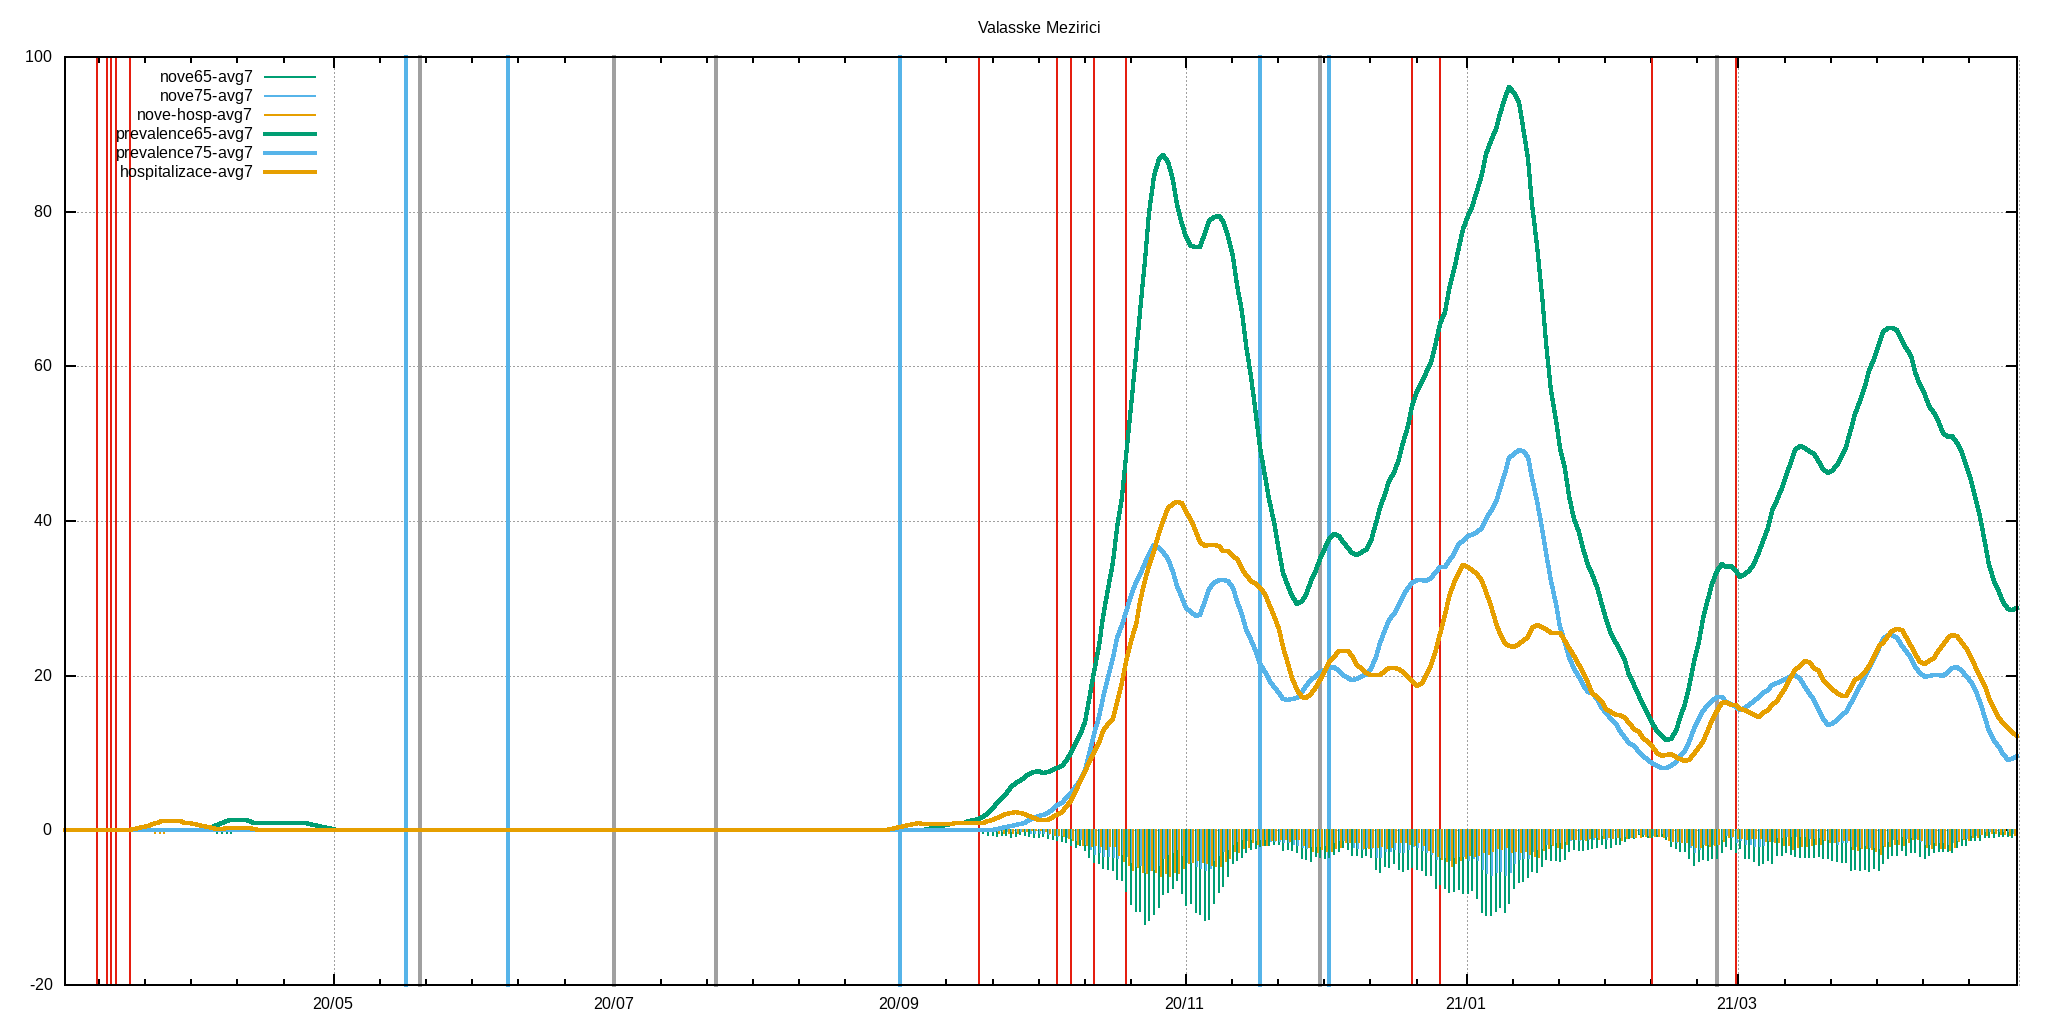 Valasske Mezirici
100
80
60
40
20
0
-20
nove65-avg7
nove75-avg7
nove-hosp-avg7
prevalence65-avg7
prevalence75-avg7
hospitalizace-avg7
20/05 20/07 20/09 20/11 21/01 21/03